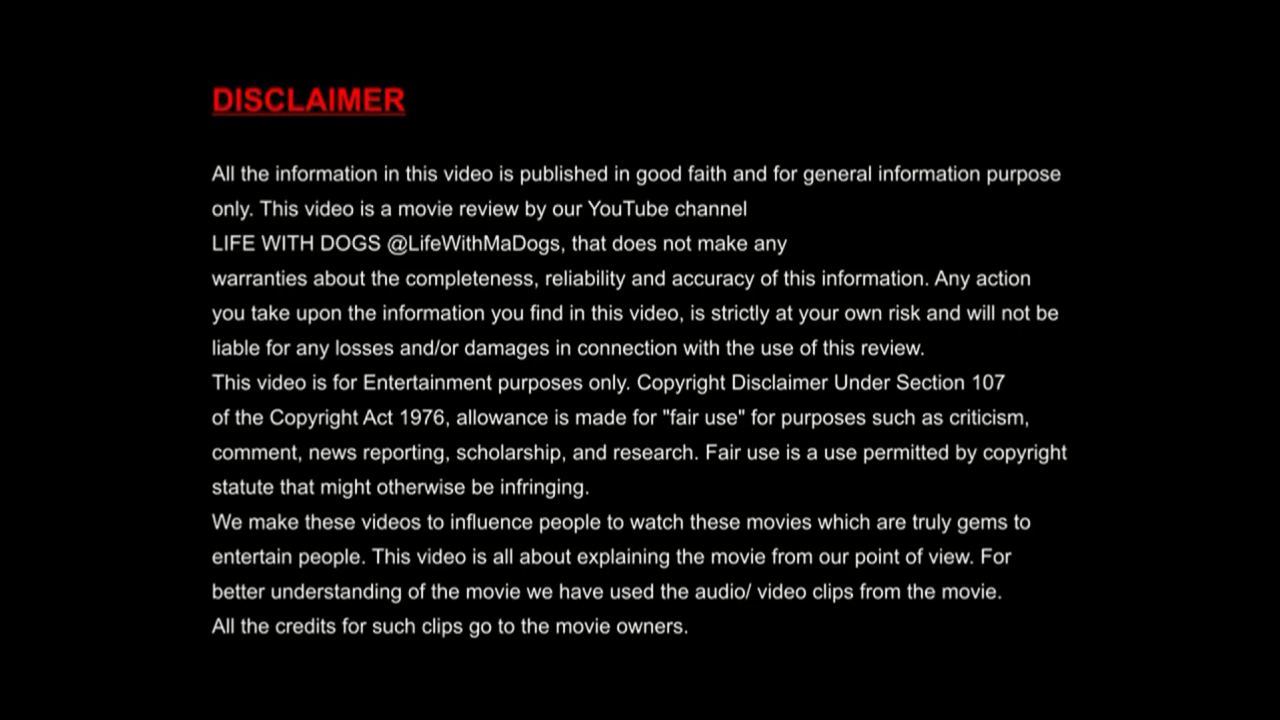 DISCLAIMER
All the information in this video is published in good faith and for general information purpose
only. This video is a movie review by our YouTube channel
LIFE WITH DOGS @LifeWithMaDogs, that does not make any
warranties about the completeness, reliability and accuracy of this information. Any action
you take upon the information you find in this video, is strictly at your own risk and will not be
liable for any losses and/or damages in connection with the use of this review.
This video is for Entertainment purposes only. Copyright Disclaimer Under Section 107
of the Copyright Act 1976, allowance is made for "fair use" for purposes such as criticism,
comment, news reporting, scholarship, and research. Fair use is a use permitted by copyright
statute that might otherwise be infringing.
We make these videos to influence people to watch these movies which are truly gems to
entertain people. This video is all about explaining the movie from our point of view. For
better understanding of the movie we have used the audio/ video clips from the movie.
All the credits for such clips go to the movie owners.